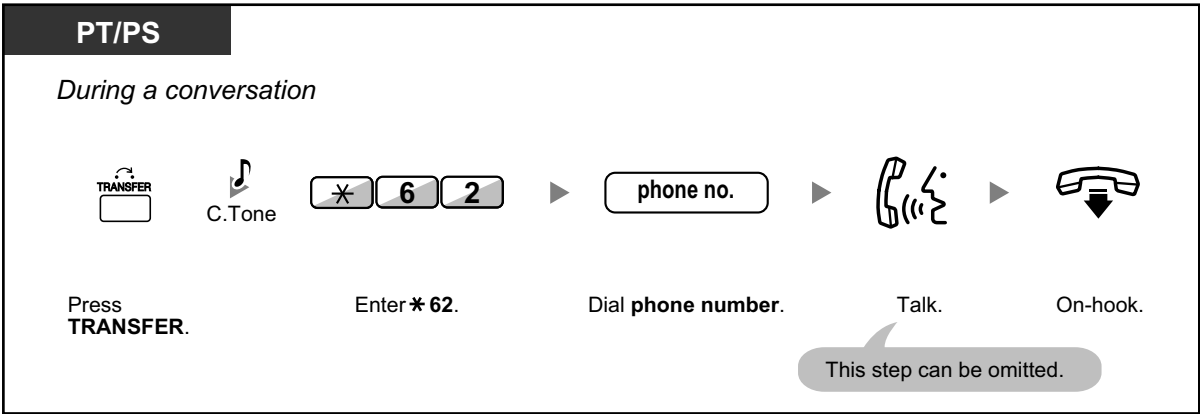 PT/PS
During a conversation
TRANSFER
C.Tone
* 6 2
phone no.
Press
TRANSFER.
Enter * 62.
Dial phone number.
Talk.
On-hook.
This step can be omitted.